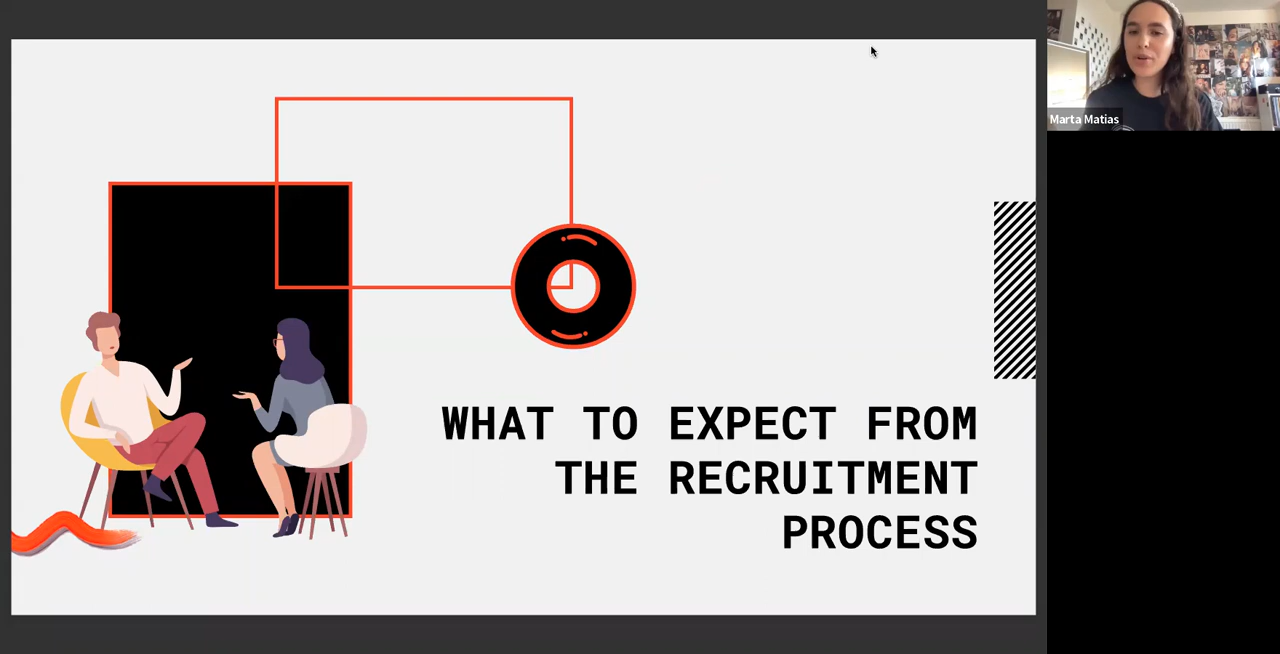 Marta Matias
WHAT TO EXPECT FROM
THE RECRUITMENT
PROCESS